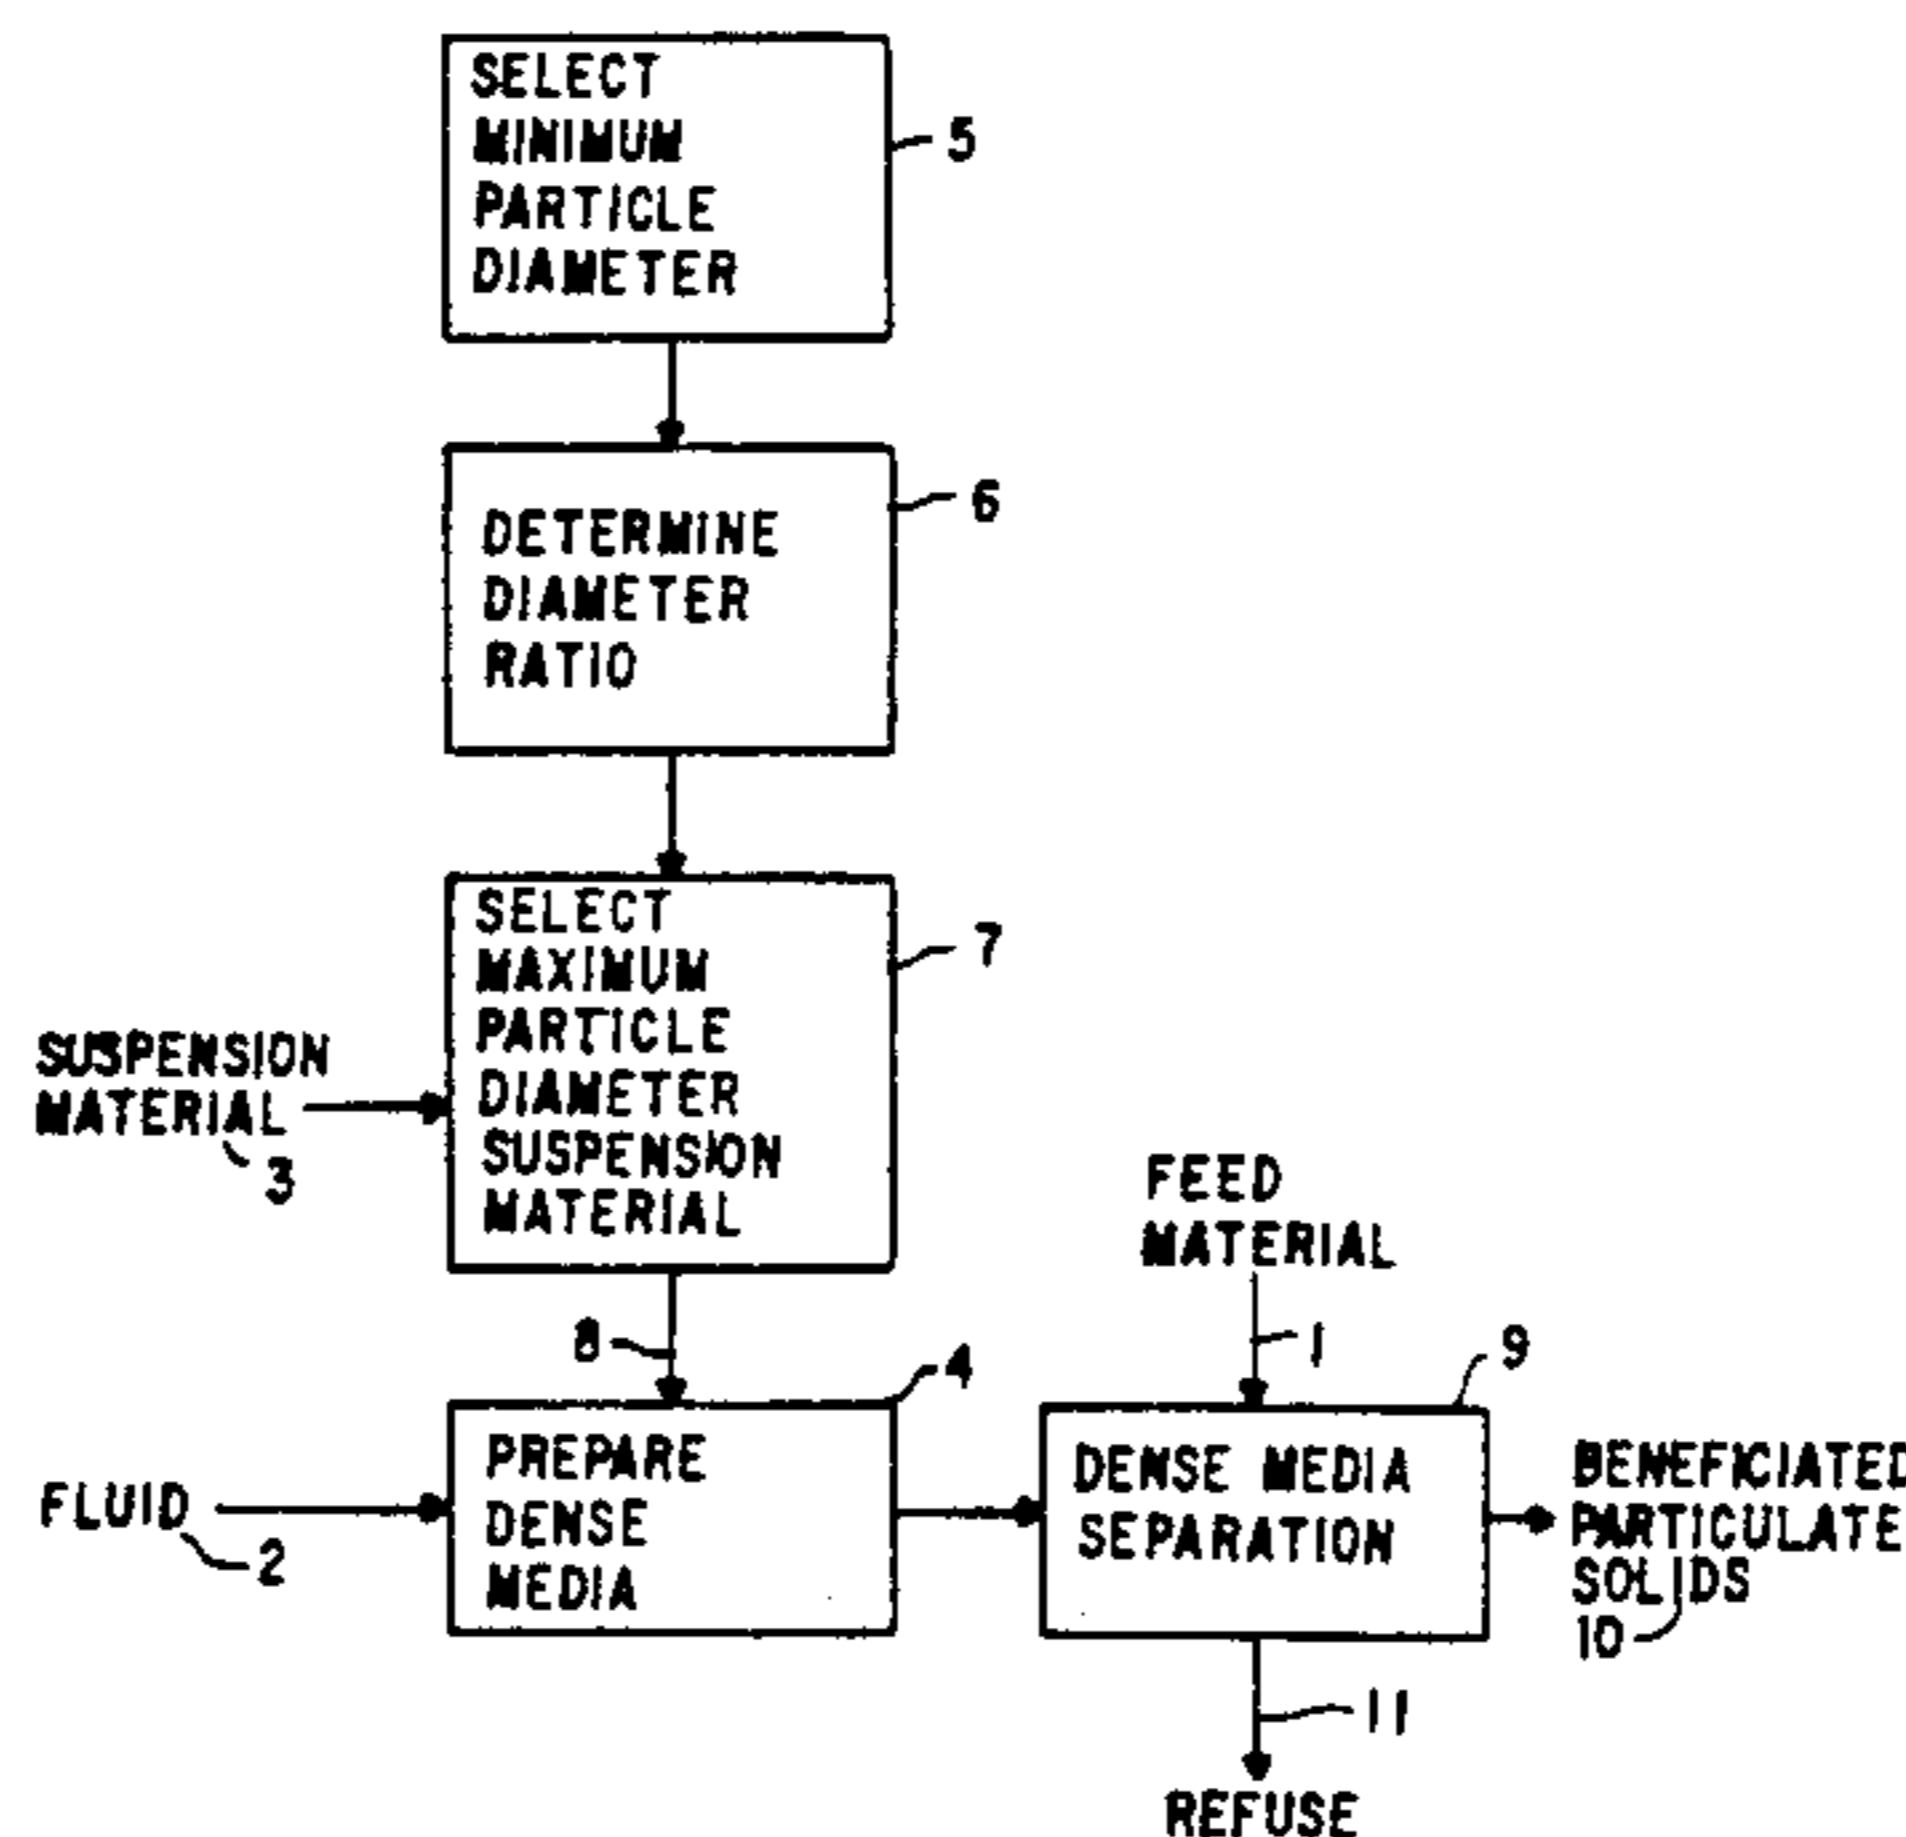 SELECT
MINIMUM
PARTICLE
DIAMETER
5
DETERMINE
DIAMETER
RATIO
6
SELECT
MAXIMUM
PARTICLE
DIAMETER
SUSPENSION
MATERIAL
7
SUSPENSION
MATERIAL
3
FEED
MATERIAL
8
1
4
9
PREPARE
DENSE
MEDIA
FLUID
2
DENSE MEDIA
SEPARATION
BENEFICIATED
PARTICULATE
SOLIDS
10
11
REFUSE